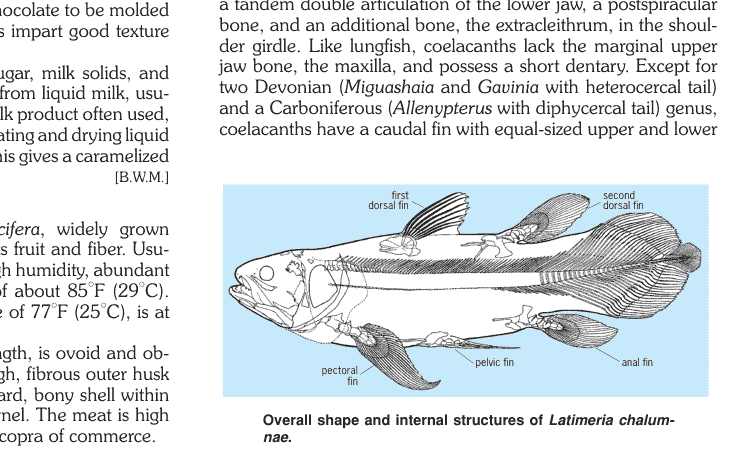 hocolate to be molded
s impart good texture
ugar, milk solids, and
from liquid milk, usu-
lk product often used,
ating and drying liquid
his gives a caramelized
[B.W.M.]
cifera, widely grown
s fruit and fiber. Usu-
gh humidity, abundant
of about 85°F (29°C).
e of 77°F (25°C), is at
ngth, is ovoid and ob-
gh, fibrous outer husk
ard, bony shell within
rnel. The meat is high
copra of commerce.
a tandem double articulation of the lower jaw, a postspiracular
bone, and an additional bone, the extracleithrum, in the shoul-
der girdle. Like lungfish, coelacanths lack the marginal upper
jaw bone, the maxilla, and possess a short dentary. Except for
two Devonian (Miguashaia and Gavinia with heterocercal tail)
and a Carboniferous (Allenypterus with diphycercal tail) genus,
coelacanths have a caudal fin with equal-sized upper and lower
first
dorsal fin
second
dorsal fin
pectoral
fin
pelvic fin
anal fin
Overall shape and internal structures of Latimeria chalum-
nae.